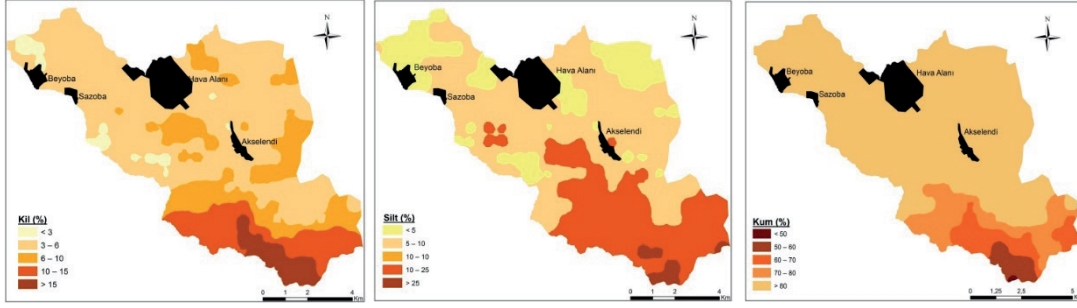 N
Beyoba
Sazoba
Hava Alanı
Akselendi
Kil (%)
< 3
3 – 6
6 – 10
10 – 15
> 15
0 1 2 4
Km
N
Beyoba
Sazoba
Hava Alanı
Akselendi
Silt (%)
< 5
5 – 10
10 – 10
10 – 25
> 25
0 1 2 4
Km
N
Beyoba
Sazoba
Hava Alanı
Akselendi
Kum (%)
< 50
50 – 60
60 – 70
70 – 80
> 80
0 1,25 2,5 5